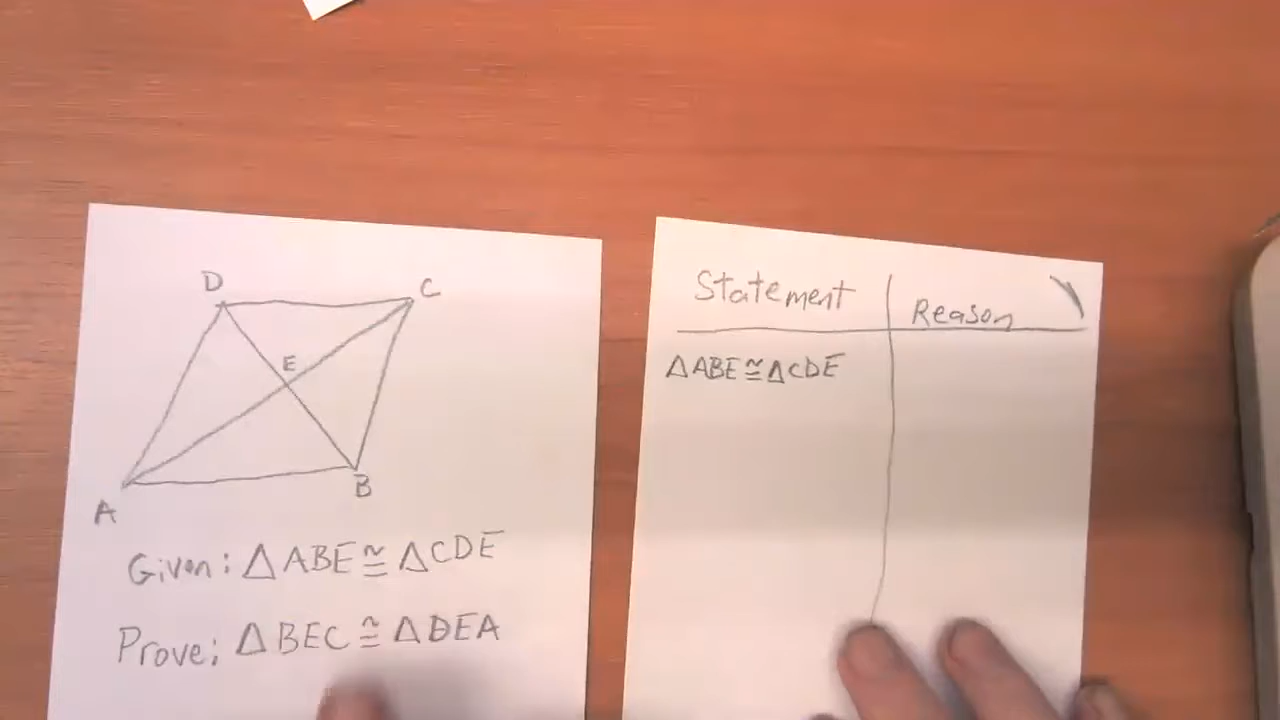 D
C
E
B
A
Given: △ABE≅△CDE
Prove: △BEC≅△DEA
Statement
Reason
△ABE≅△CDE